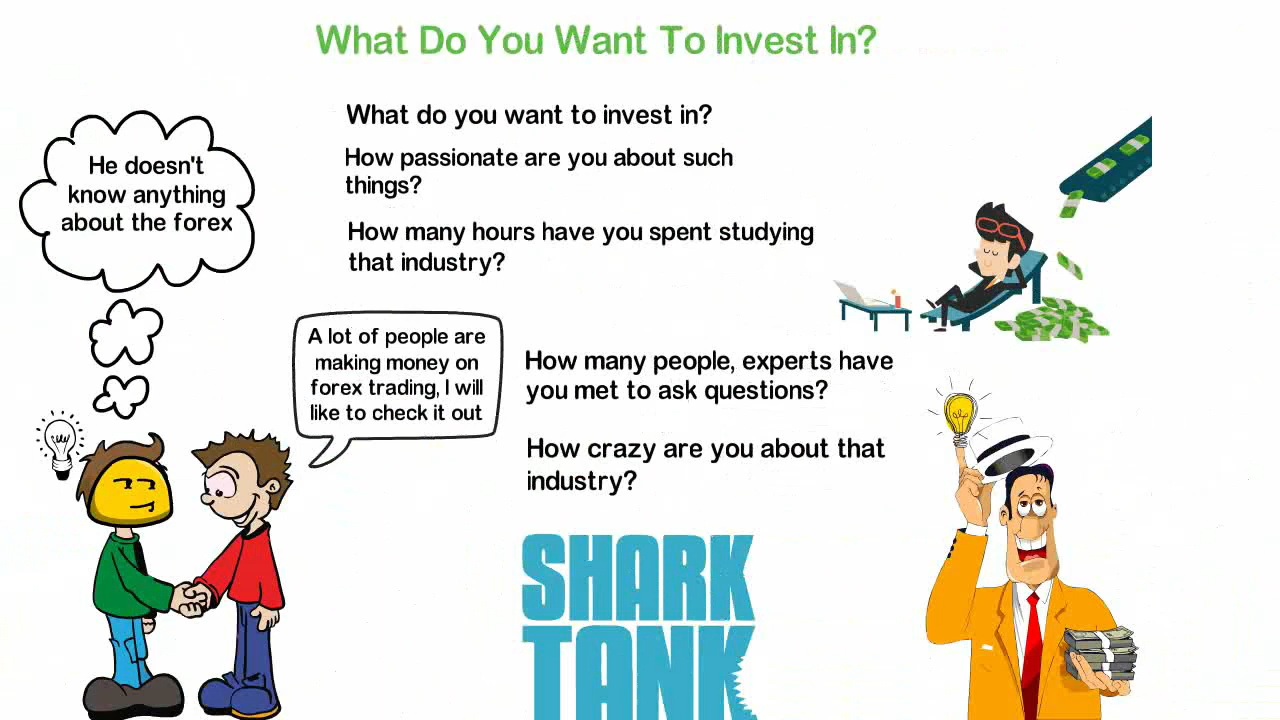 What Do You Want To Invest In?
What do you want to invest in?
How passionate are you about such
things?
How many hours have you spent studying
that industry?
He doesn't
know anything
about the forex
A lot of people are
making money on
forex trading, I will
like to check it out
How many people, experts have
you met to ask questions?
How crazy are you about that
industry?
SHARK
TANK